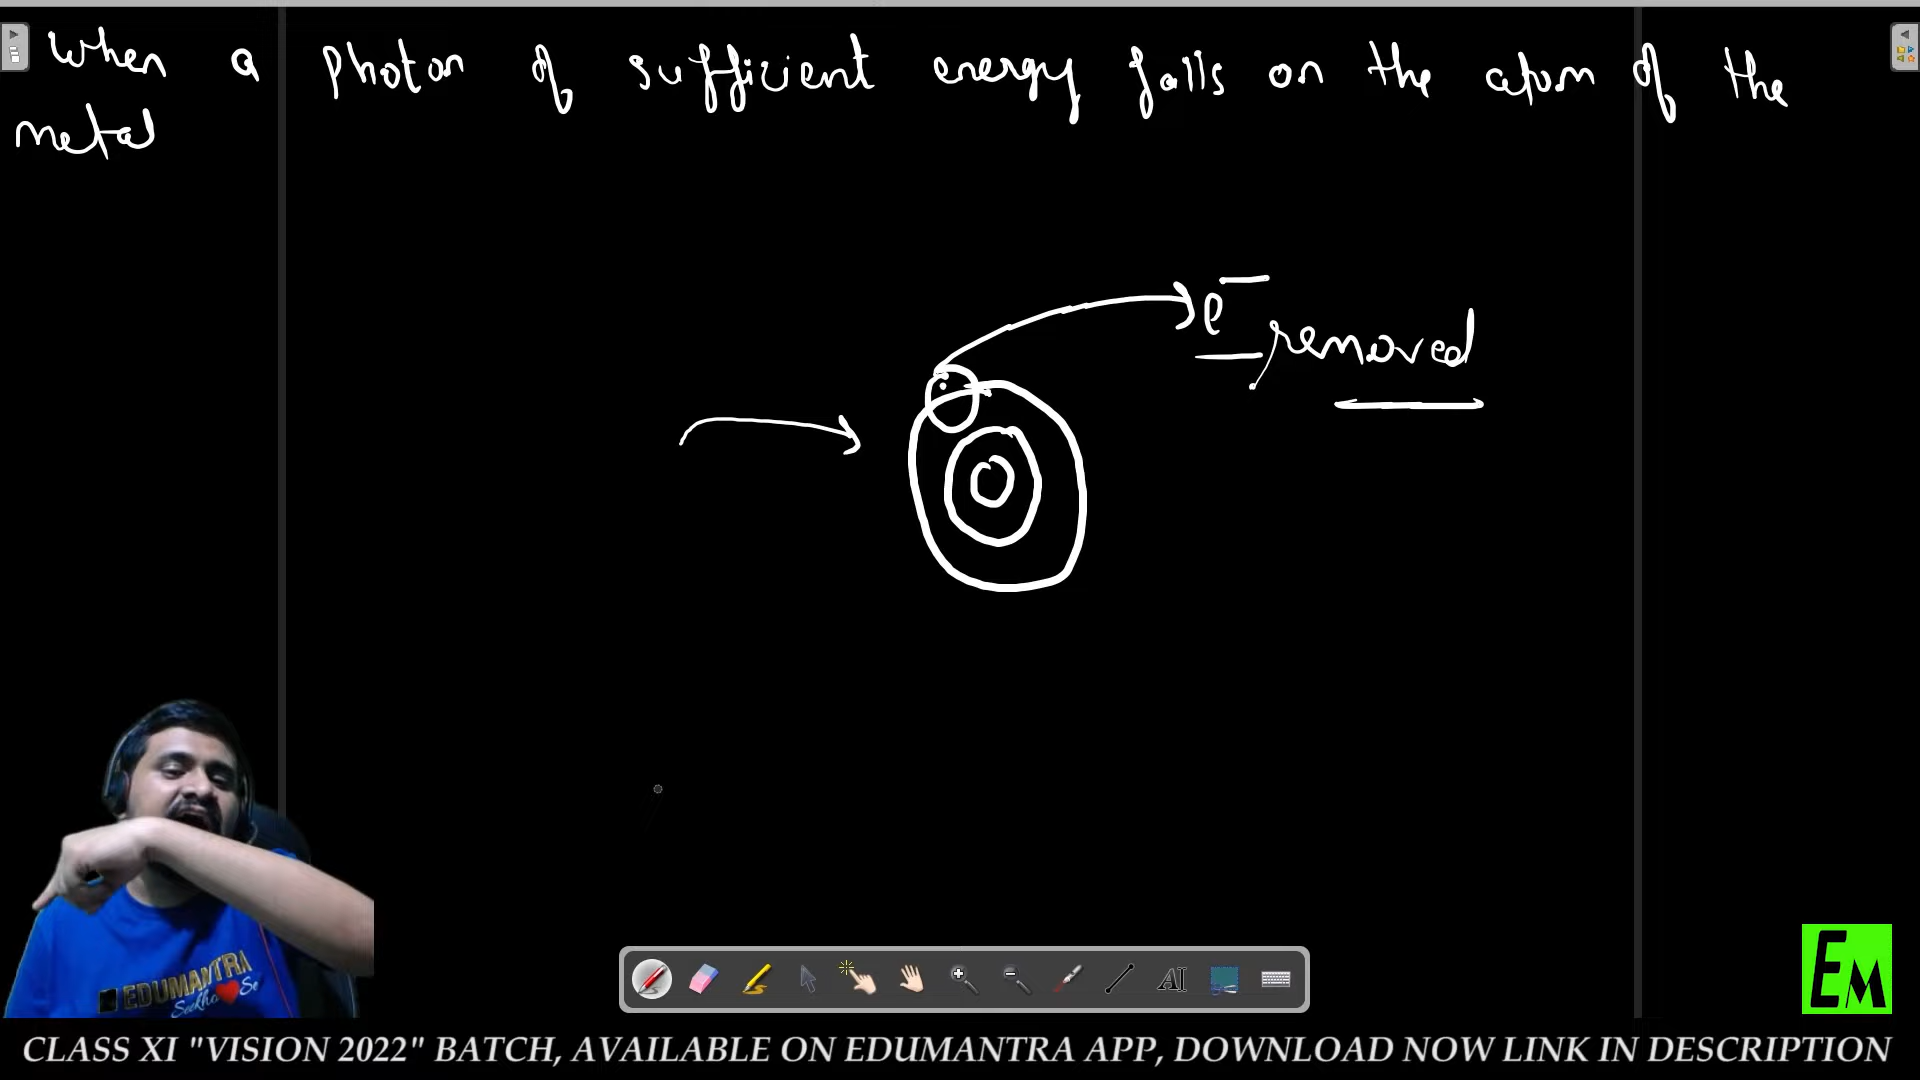 When a photon of sufficient energy falls on the atom of the
metal
e⁻
removed
EDUMANTRA
Seekho ❤ Se
AI
EM
CLASS XI "VISION 2022" BATCH, AVAILABLE ON EDUMANTRA APP, DOWNLOAD NOW LINK IN DESCRIPTION